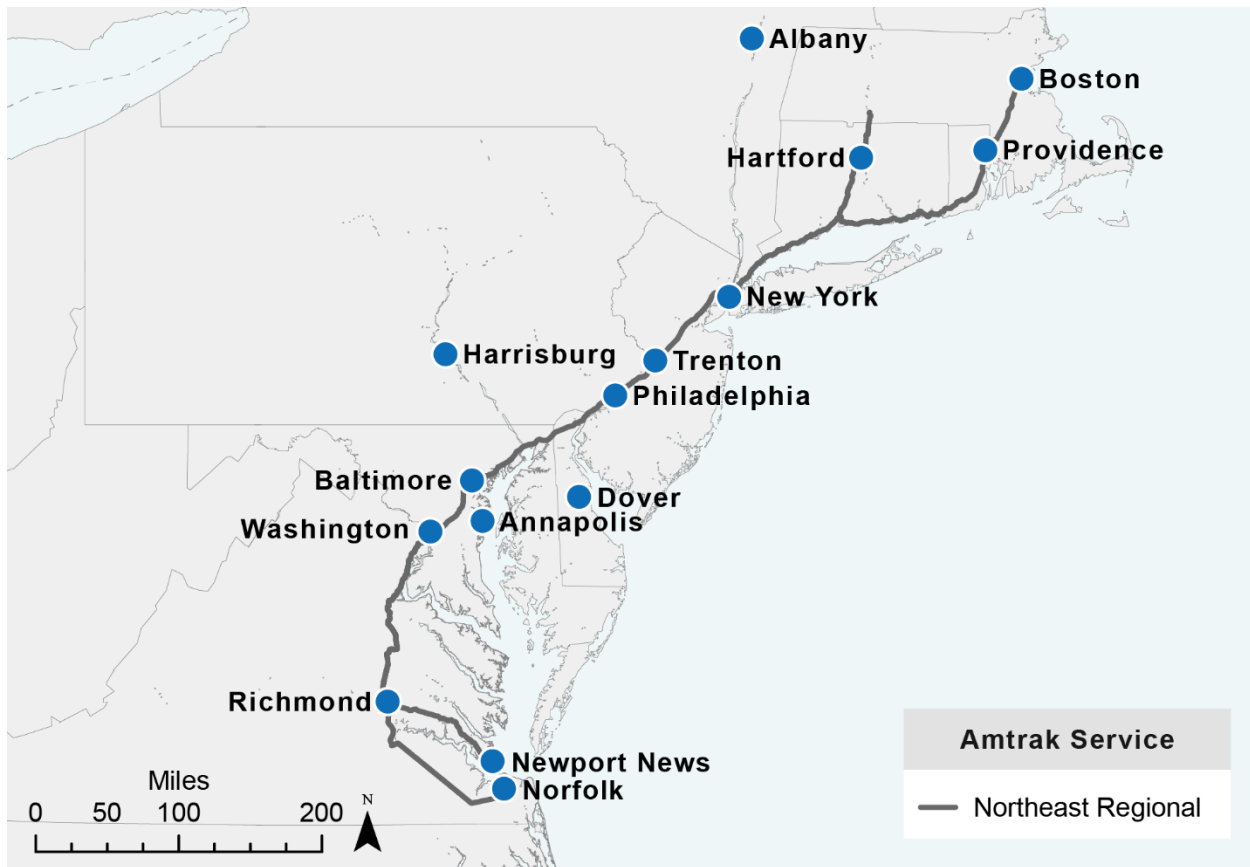 Albany
Boston
Hartford
Providence
New York
Harrisburg
Trenton
Philadelphia
Baltimore
Dover
Annapolis
Washington
Richmond
Newport News
Norfolk
Miles
0 50 100 200
N
Amtrak Service
Northeast Regional